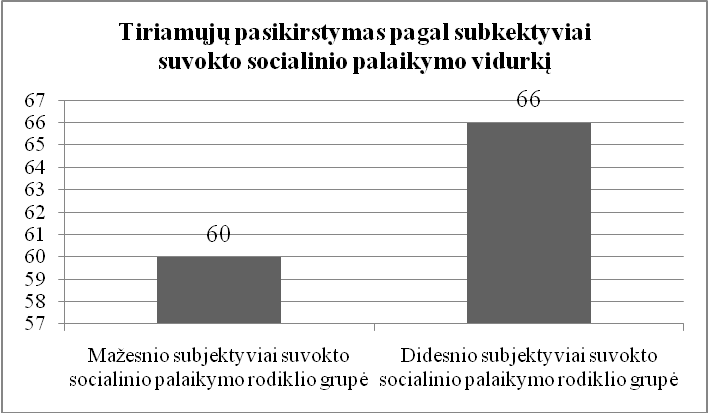 Tiriamųjų pasikirstymas pagal subkektyviai
suvokto socialinio palaikymo vidurkį
67
66
65
64
63
62
61
60
59
58
57
60
66
Mažesnio subjektyviai suvokto
socialinio palaikymo rodiklio grupė
Didesnio subjektyviai suvokto
socialinio palaikymo rodiklio grupė